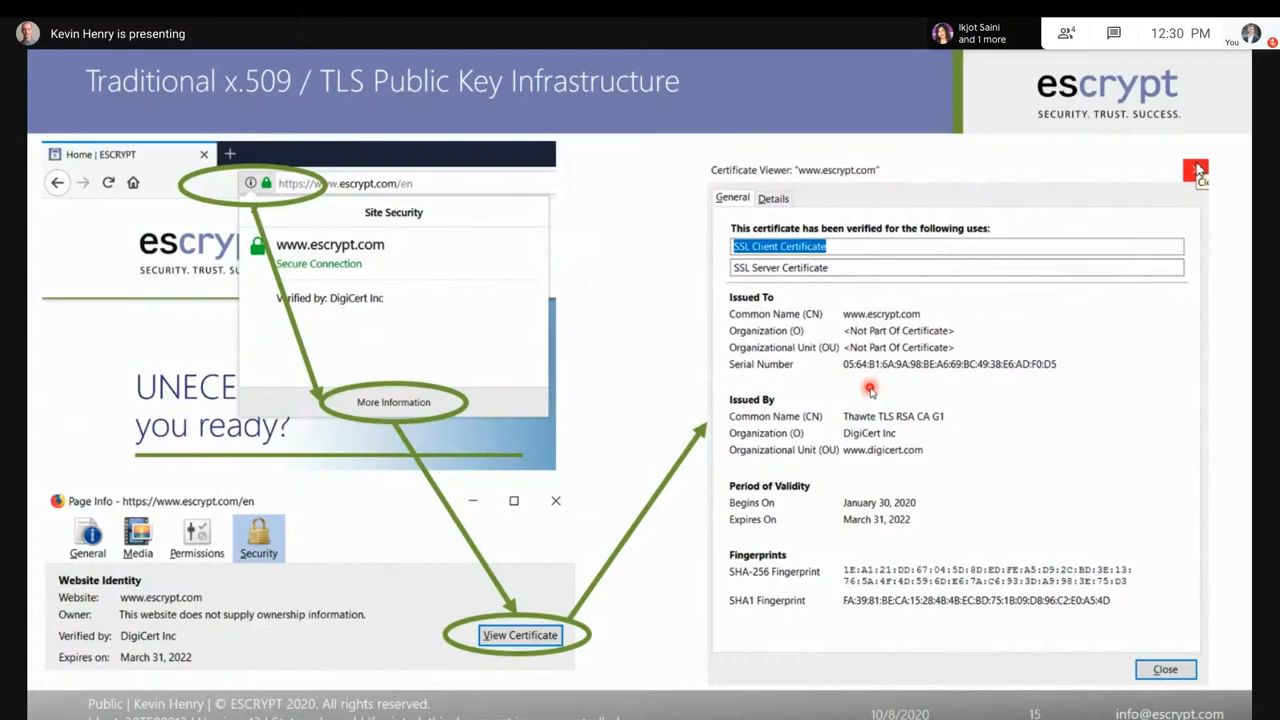 Kevin Henry is presenting
Ikjot Saini
and 1 more
4
12:30 PM
You
Traditional x.509 / TLS Public Key Infrastructure
escrypt
SECURITY. TRUST. SUCCESS.
Home | ESCRYPT
https://www.escrypt.com/en
Site Security
www.escrypt.com
Secure Connection
Verified by: DigiCert Inc
More Information
escryp
SECURITY. TRUST. SU
UNECE
you ready?
Page Info - https://www.escrypt.com/en
General
Media
Permissions
Security
Website Identity
Website: www.escrypt.com
Owner: This website does not supply ownership information.
Verified by: DigiCert Inc
Expires on: March 31, 2022
View Certificate
Certificate Viewer: "www.escrypt.com"
Clo
General
Details
This certificate has been verified for the following uses:
SSL Client Certificate
SSL Server Certificate
Issued To
Common Name (CN) www.escrypt.com
Organization (O) <Not Part Of Certificate>
Organizational Unit (OU) <Not Part Of Certificate>
Serial Number 05:64:B1:6A:9A:98:BE:A6:69:BC:49:38:E6:AD:F0:D5
Issued By
Common Name (CN) Thawte TLS RSA CA G1
Organization (O) DigiCert Inc
Organizational Unit (OU) www.digicert.com
Period of Validity
Begins On January 30, 2020
Expires On March 31, 2022
Fingerprints
SHA-256 Fingerprint 1E:A1:21:DD:67:04:5D:8D:ED:FE:A5:D9:2C:BD:3E:13:
76:5A:4F:4D:59:6D:E6:7A:C6:93:3D:A9:98:3E:75:D3
SHA1 Fingerprint FA:39:81:BE:CA:15:28:4B:4B:EC:BD:75:1B:09:D8:96:C2:E0:A5:4D
Close
Public | Kevin Henry | © ESCRYPT 2020. All rights reserved.
10/8/2020
15
info@escrypt.com